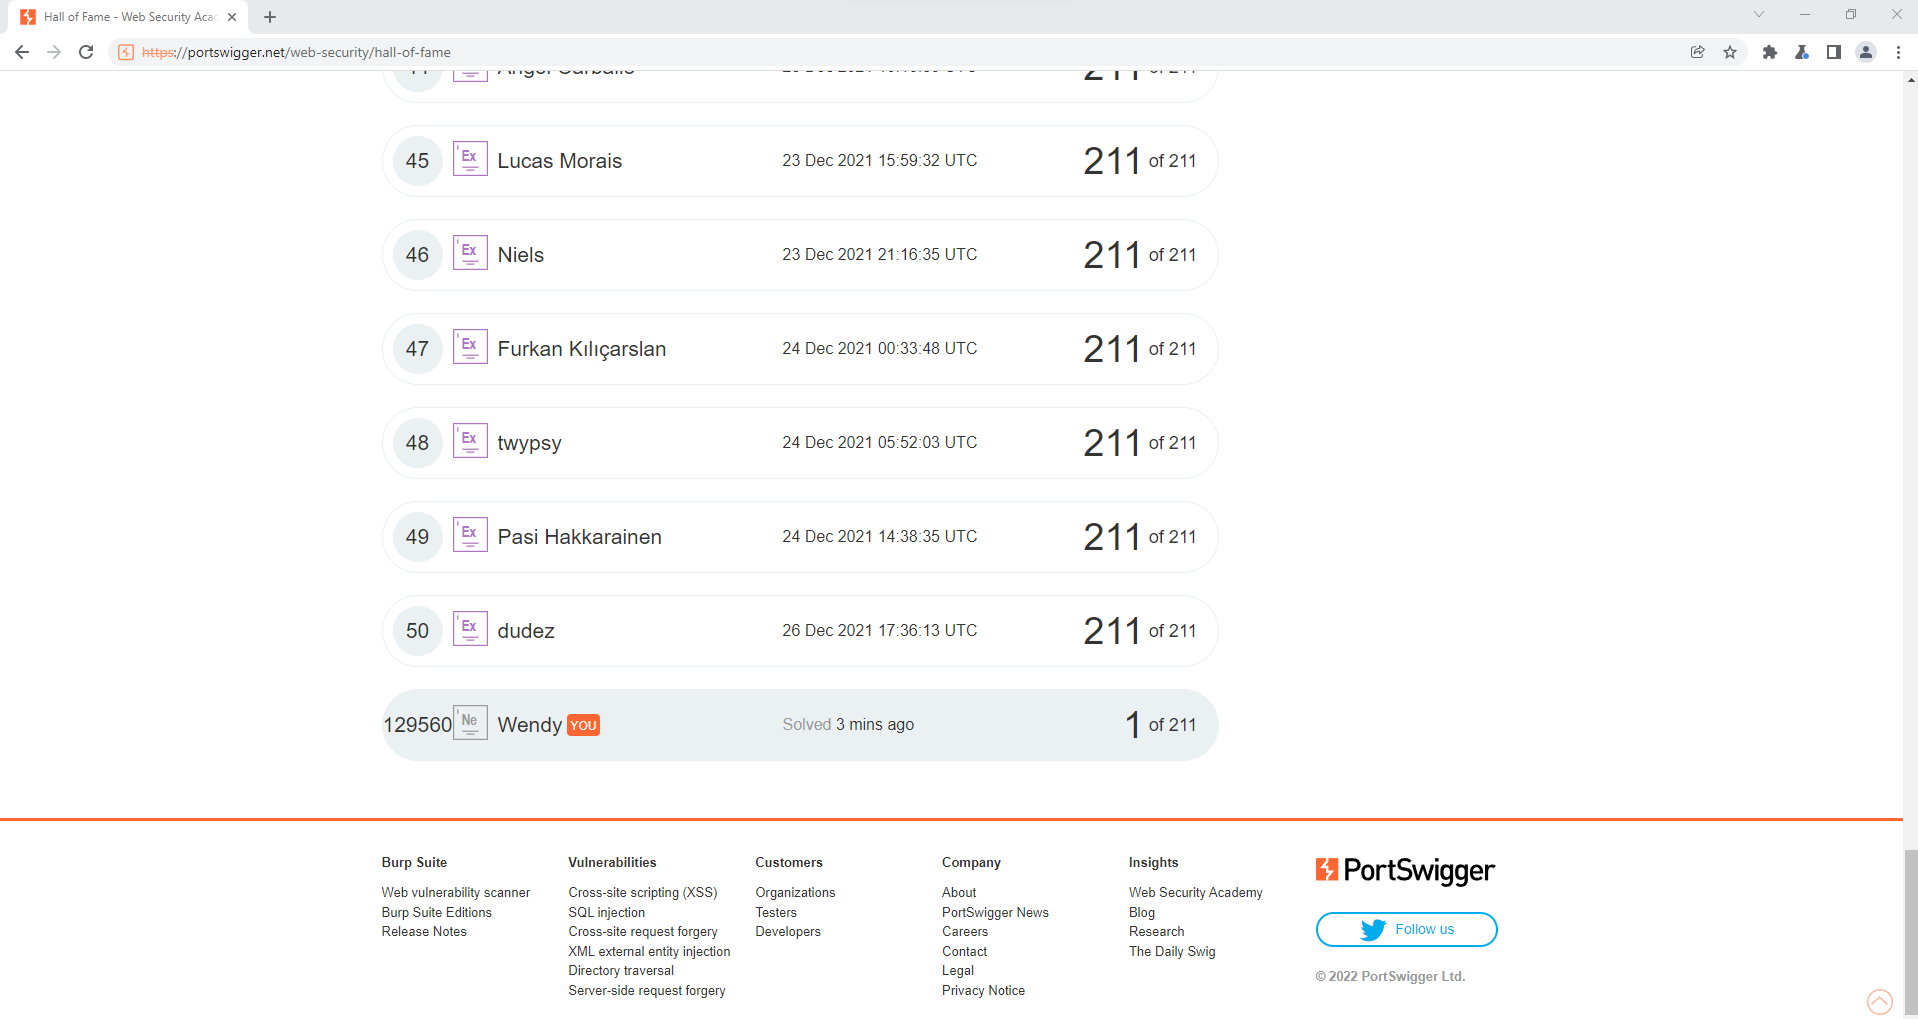 Hall of Fame - Web Security Aca
https://portswigger.net/web-security/hall-of-fame
45 Ex Lucas Morais 23 Dec 2021 15:59:32 UTC 211 of 211
46 Ex Niels 23 Dec 2021 21:16:35 UTC 211 of 211
47 Ex Furkan Kılıçarslan 24 Dec 2021 00:33:48 UTC 211 of 211
48 Ex twypsy 24 Dec 2021 05:52:03 UTC 211 of 211
49 Ex Pasi Hakkarainen 24 Dec 2021 14:38:35 UTC 211 of 211
50 Ex dudez 26 Dec 2021 17:36:13 UTC 211 of 211
129560 Ne Wendy YOU Solved 3 mins ago 1 of 211
Burp Suite
Web vulnerability scanner
Burp Suite Editions
Release Notes
Vulnerabilities
Cross-site scripting (XSS)
SQL injection
Cross-site request forgery
XML external entity injection
Directory traversal
Server-side request forgery
Customers
Organizations
Testers
Developers
Company
About
PortSwigger News
Careers
Contact
Legal
Privacy Notice
Insights
Web Security Academy
Blog
Research
The Daily Swig
PortSwigger
Follow us
© 2022 PortSwigger Ltd.